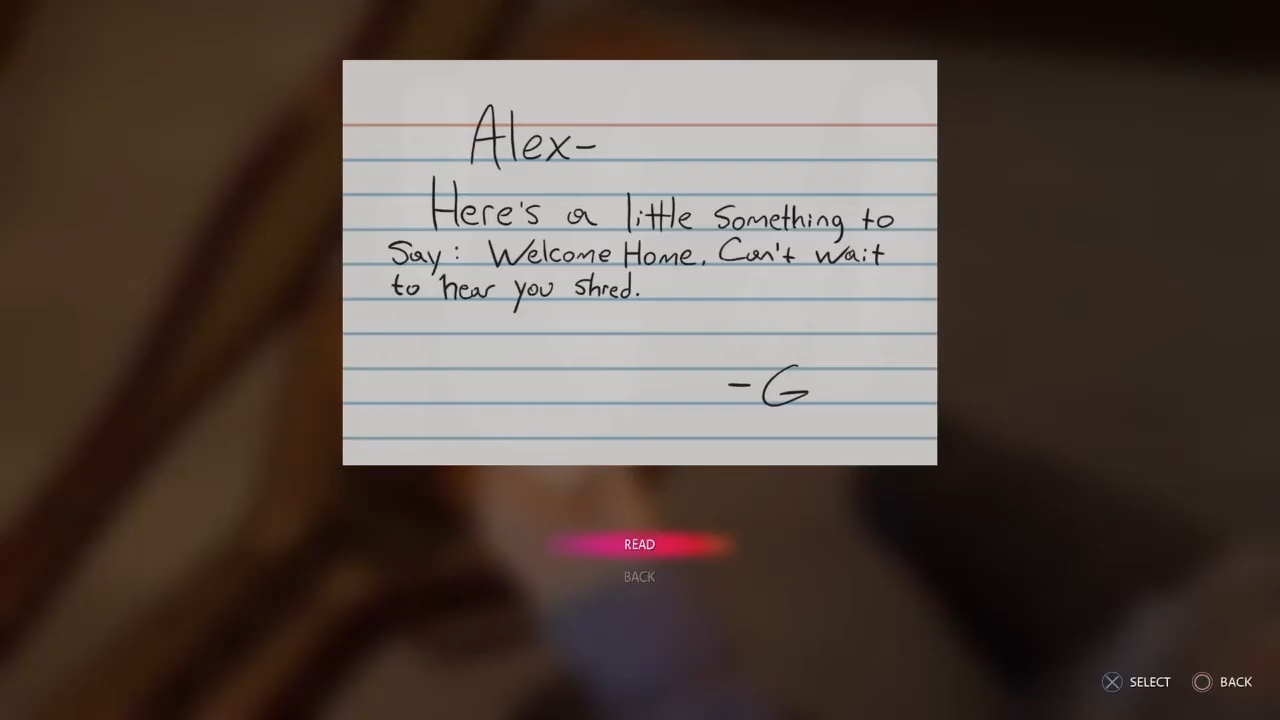 Alex-
Here's a little Something to
Say: Welcome Home. Can't wait
to hear you shred.
-G
READ
BACK
SELECT BACK